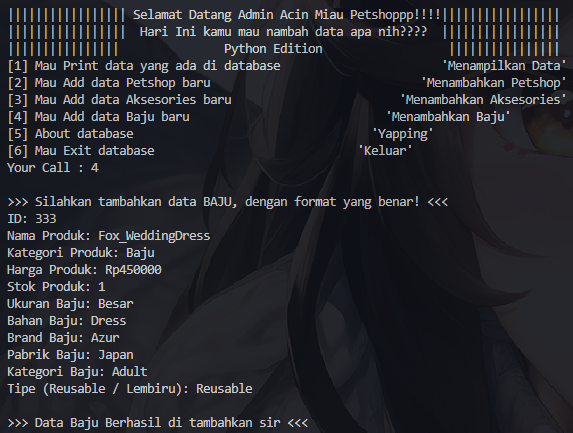 ||||||||||||||||| Selamat Datang Admin Acin Miau Petshoppp!!!!|||||||||||||||||
|||||||||||||||||  Hari Ini kamu mau nambah data apa nih????  |||||||||||||||||
||||||||||||||||               Python Edition                  ||||||||||||||||
[1] Mau Print data yang ada di database                       'Menampilkan Data'
[2] Mau Add data Petshop baru                              'Menambahkan Petshop'
[3] Mau Add data Aksesories baru                        'Menambahkan Aksesories'
[4] Mau Add data Baju baru                            'Menambahkan Baju'
[5] About database                                  'Yapping'
[6] Mau Exit database                             'Keluar'
Your Call : 4

>>> Silahkan tambahkan data BAJU, dengan format yang benar! <<<
ID: 333
Nama Produk: Fox_WeddingDress
Kategori Produk: Baju
Harga Produk: Rp450000
Stok Produk: 1
Ukuran Baju: Besar
Bahan Baju: Dress
Brand Baju: Azur
Pabrik Baju: Japan
Kategori Baju: Adult
Tipe (Reusable / Lembiru): Reusable

>>> Data Baju Berhasil di tambahkan sir <<<